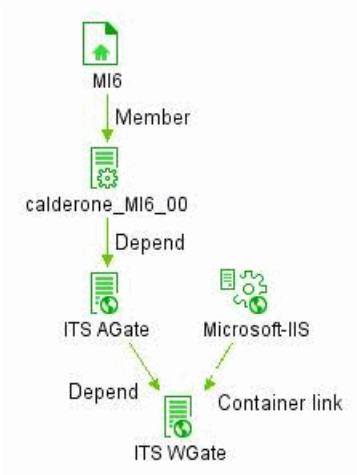 MI6
Member
calderone_MI6_00
Depend
ITS AGate
Microsoft-IIS
Depend
Container link
ITS WGate